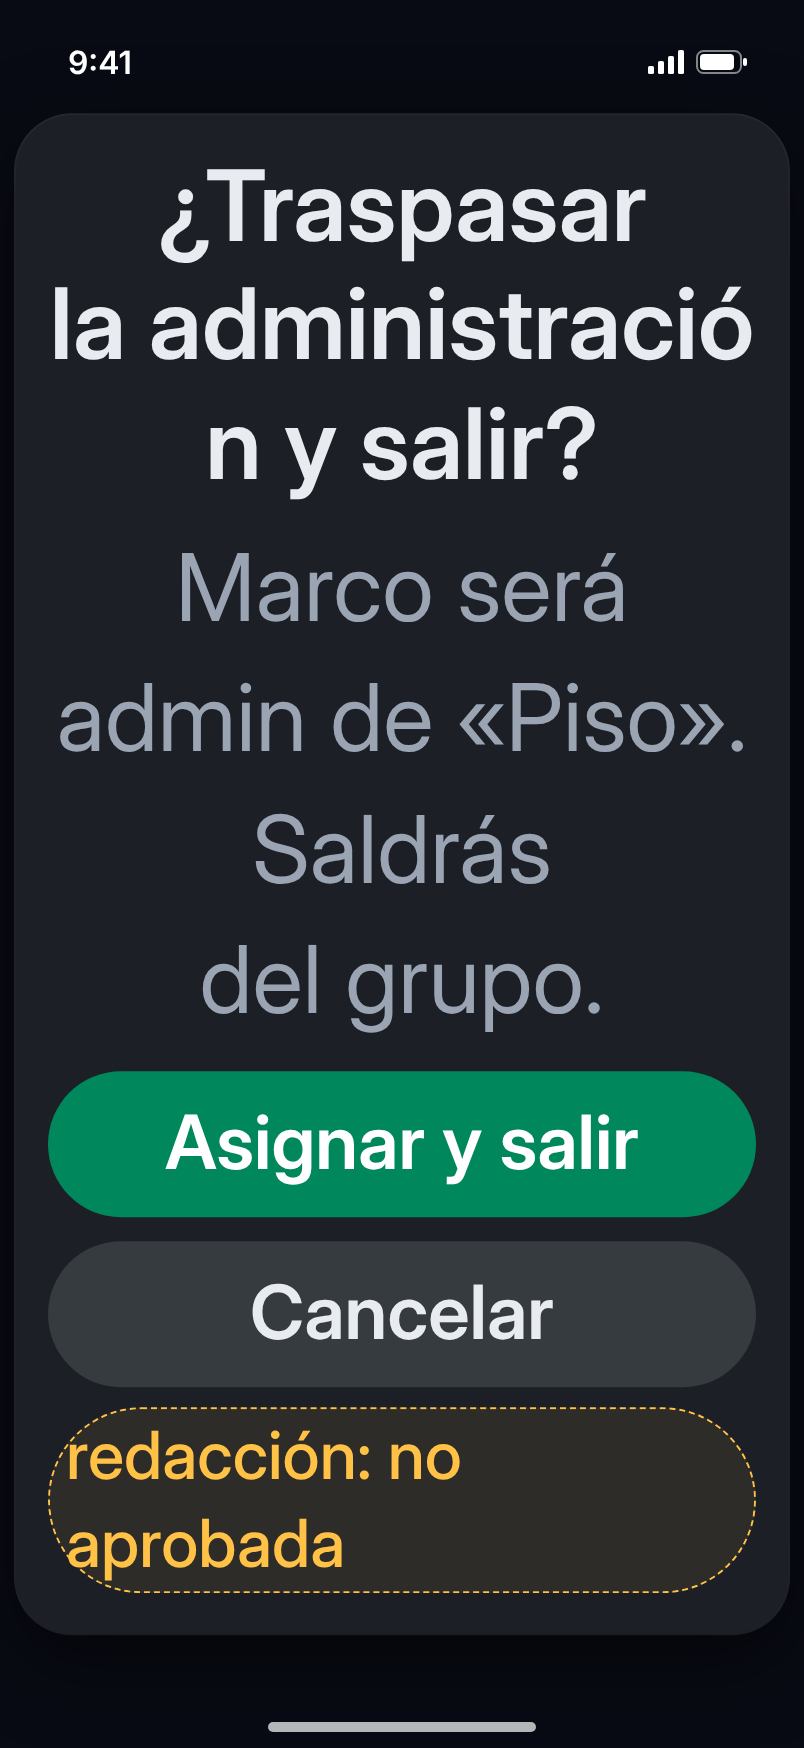 9:41
¿Traspasar
la administració
n y salir?
Marco será
admin de «Piso».
Saldrás
del grupo.
Asignar y salir
Cancelar
redacción: no
aprobada